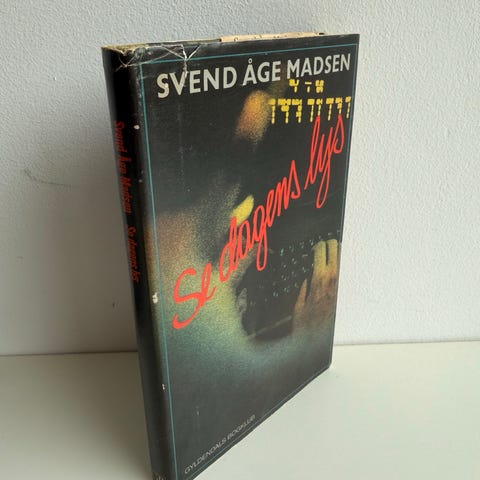 SVEND ÅGE MADSEN
Se dagens lys
GYLDENDALS BOGKLUB
Svend Åge Madsen Se dagens lys